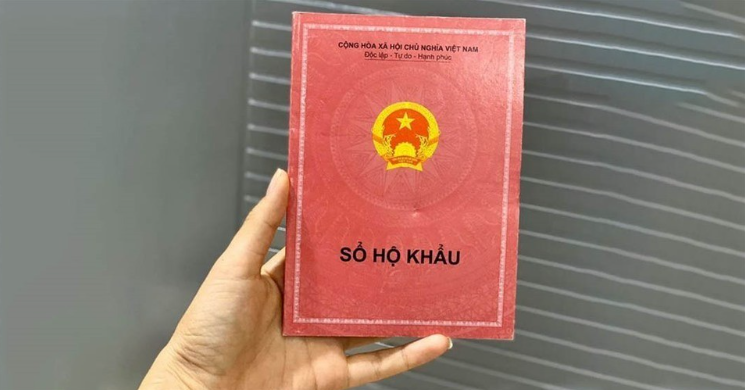 CỘNG HÒA XÃ HỘI CHỦ NGHĨA VIỆT NAM
Độc lập - Tự do - Hạnh phúc
SỔ HỘ KHẨU